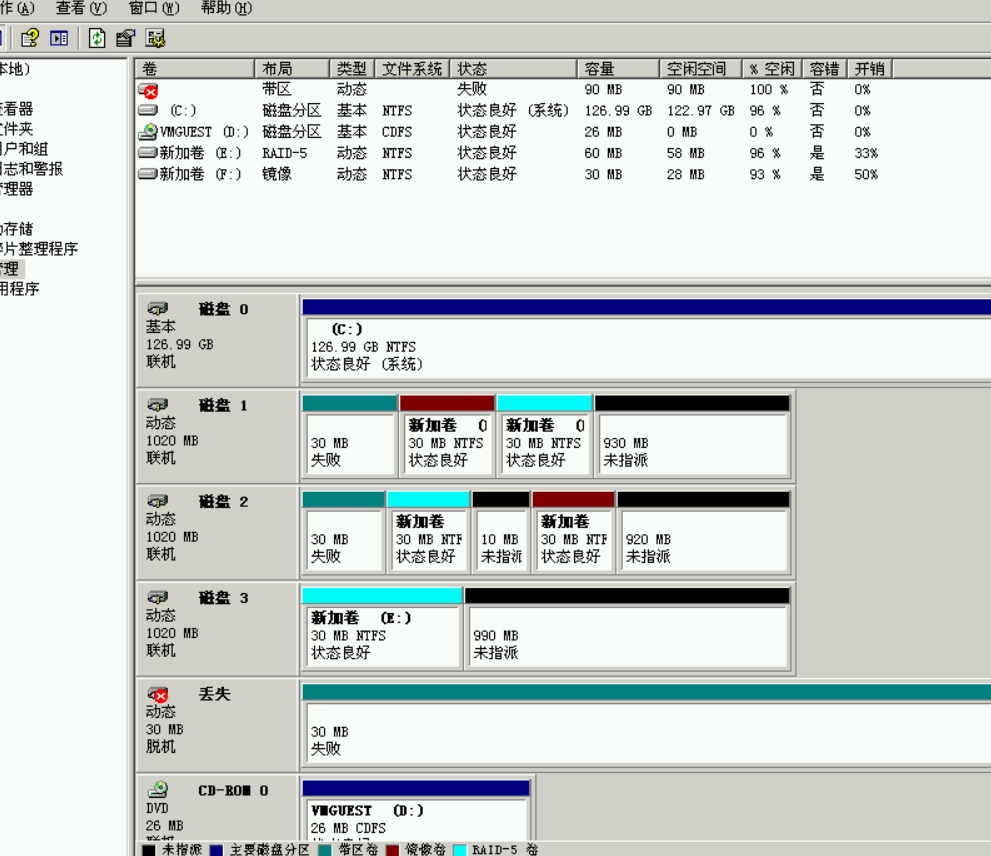 作(A) 查看(V) 窗口(W) 帮助(H)
本地)
查看器
文件夹
用户和组
日志和警报
管理器
存储
碎片整理程序
管理
用程序
卷 布局 类型 文件系统 状态 容量 空闲空间 % 空闲 容错 开销
带区 动态 失败 90 MB 90 MB 100 % 否 0%
(C:) 磁盘分区 基本 NTFS 状态良好 (系统) 126.99 GB 122.97 GB 96 % 否 0%
VMGUEST (D:) 磁盘分区 基本 CDFS 状态良好 26 MB 0 MB 0 % 否 0%
新加卷 (E:) RAID-5 动态 NTFS 状态良好 60 MB 58 MB 96 % 是 33%
新加卷 (F:) 镜像 动态 NTFS 状态良好 30 MB 28 MB 93 % 是 50%
磁盘 0
基本
126.99 GB
联机
(C:)
126.99 GB NTFS
状态良好 (系统)
磁盘 1
动态
1020 MB
联机
30 MB
失败
新加卷 (
30 MB NTFS
状态良好
新加卷 (
30 MB NTFS
状态良好
930 MB
未指派
磁盘 2
动态
1020 MB
联机
30 MB
失败
新加卷
30 MB NTF
状态良好
10 MB
未指派
新加卷
30 MB NTF
状态良好
920 MB
未指派
磁盘 3
动态
1020 MB
联机
新加卷 (E:)
30 MB NTFS
状态良好
990 MB
未指派
丢失
动态
30 MB
脱机
30 MB
失败
CD-ROM 0
DVD
26 MB
联机
VMGUEST (D:)
26 MB CDFS
未指派 主要磁盘分区 带区卷 镜像卷 RAID-5 卷